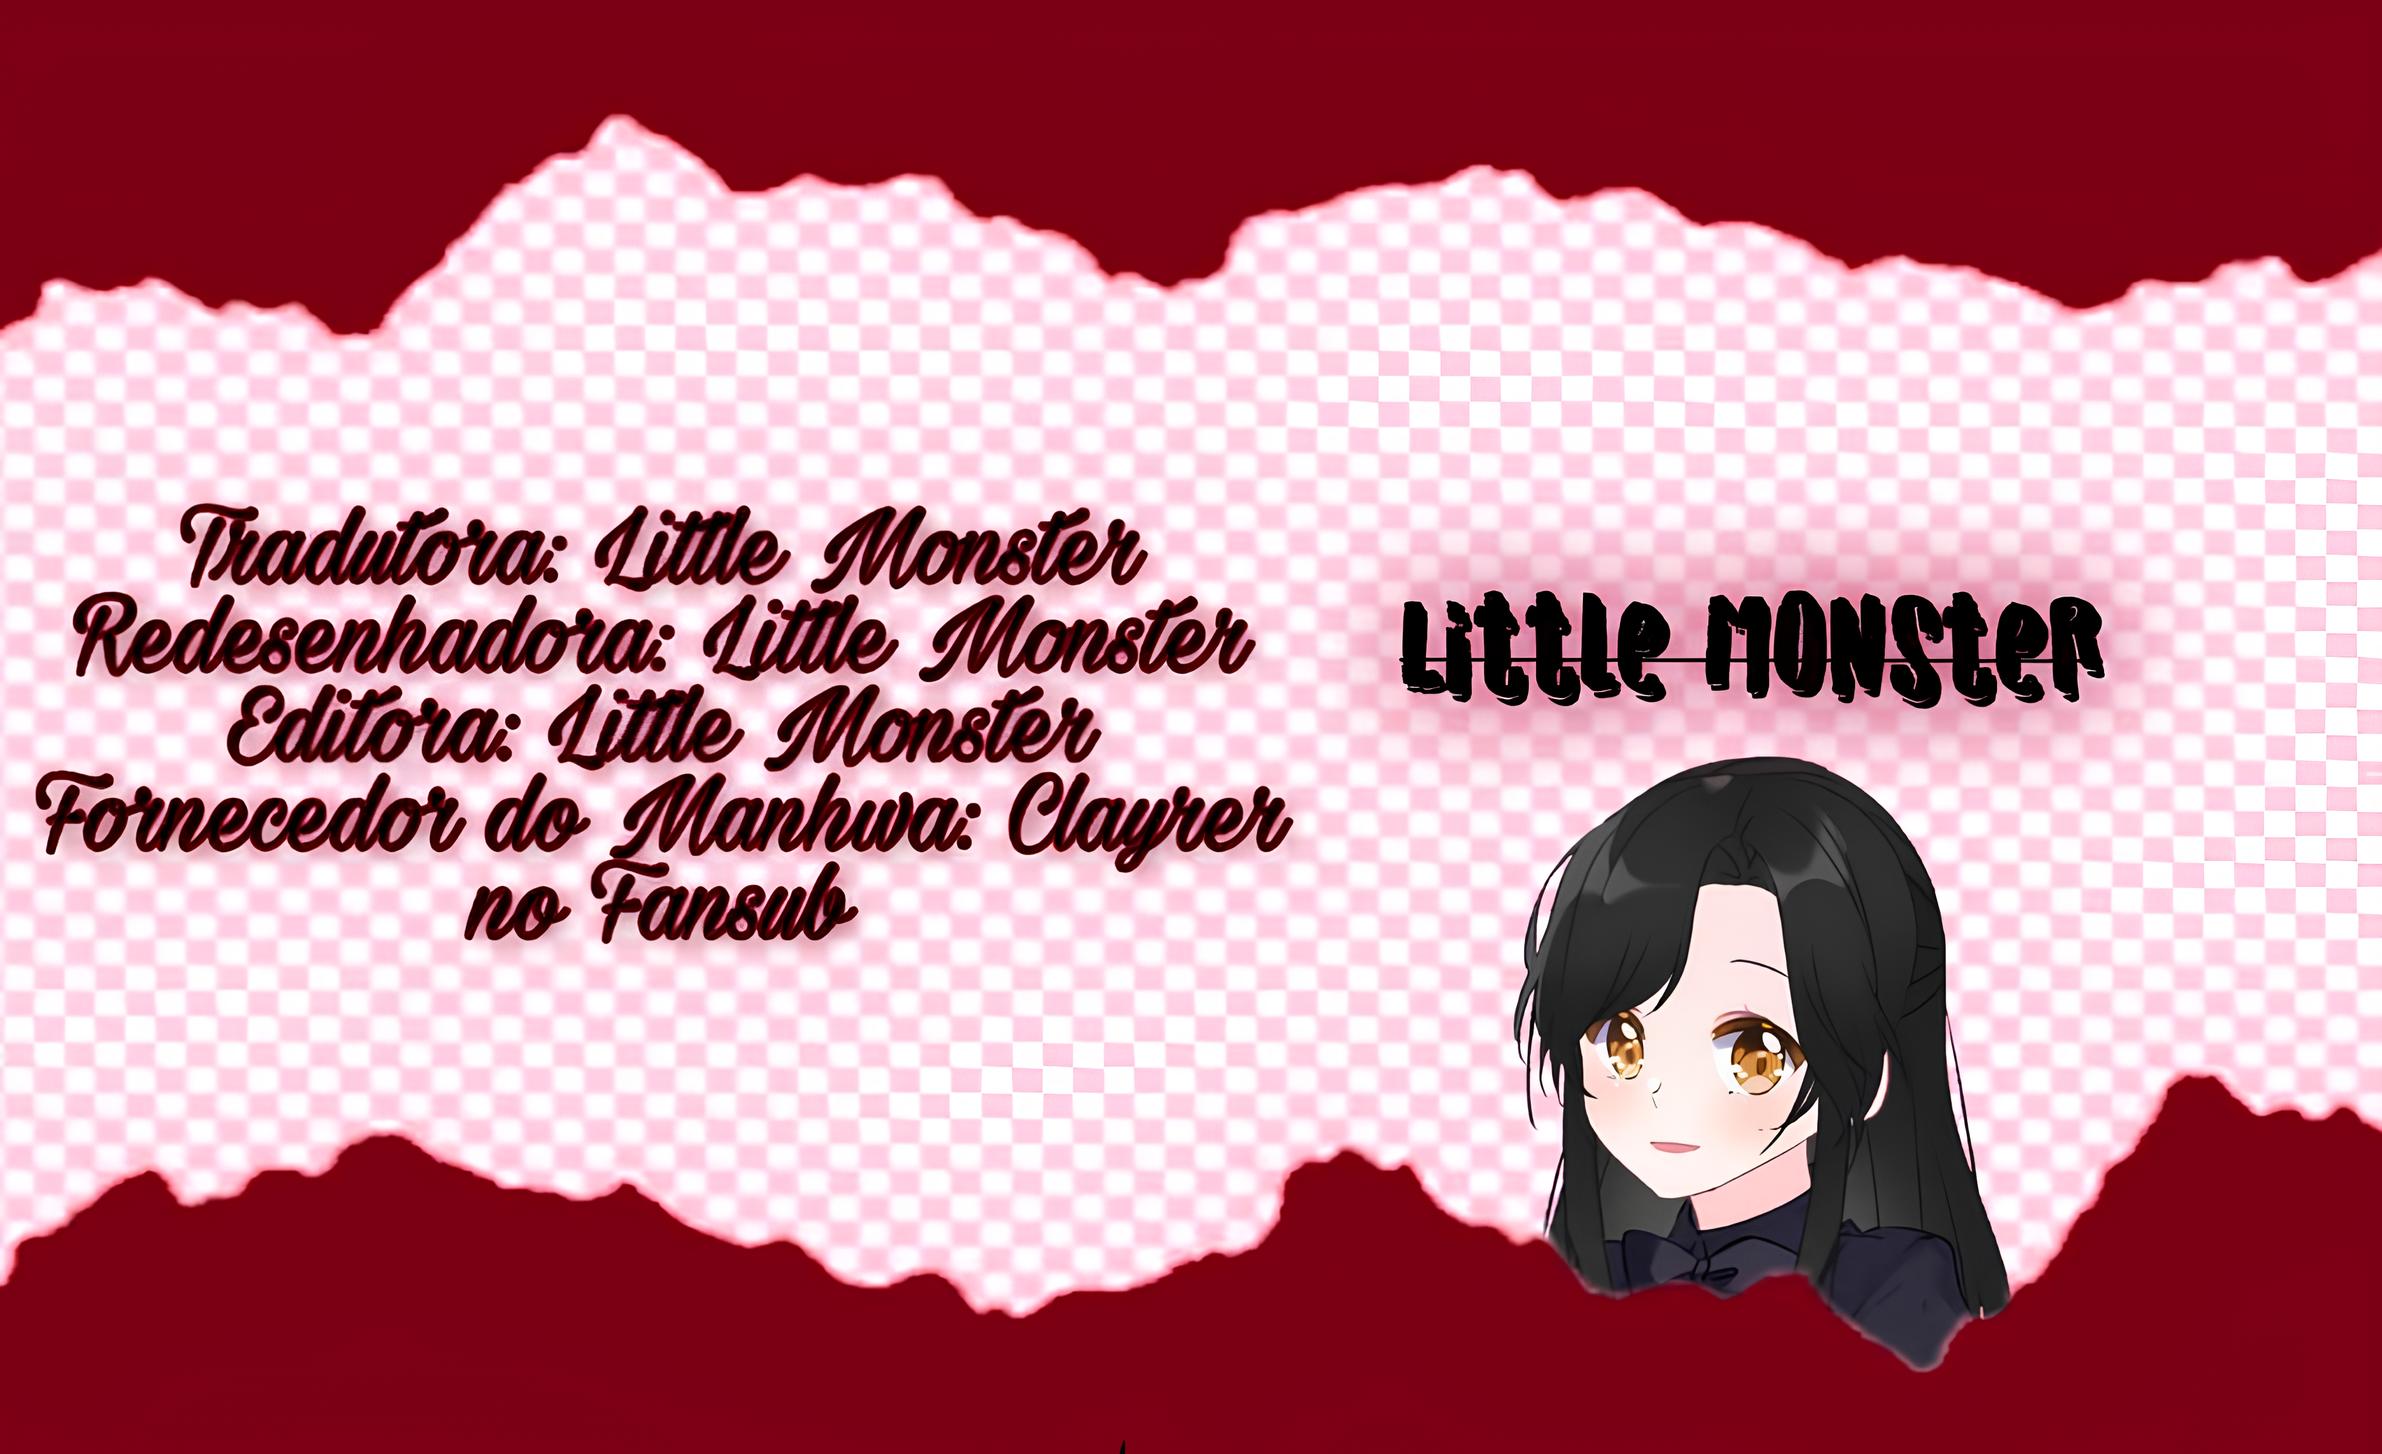 Tradutora: Little Monster
Redesenhadora: Little Monster
Editora: Little Monster
Fornecedor do Manhwa: Clayrer
no Fansub
Little MONSteR